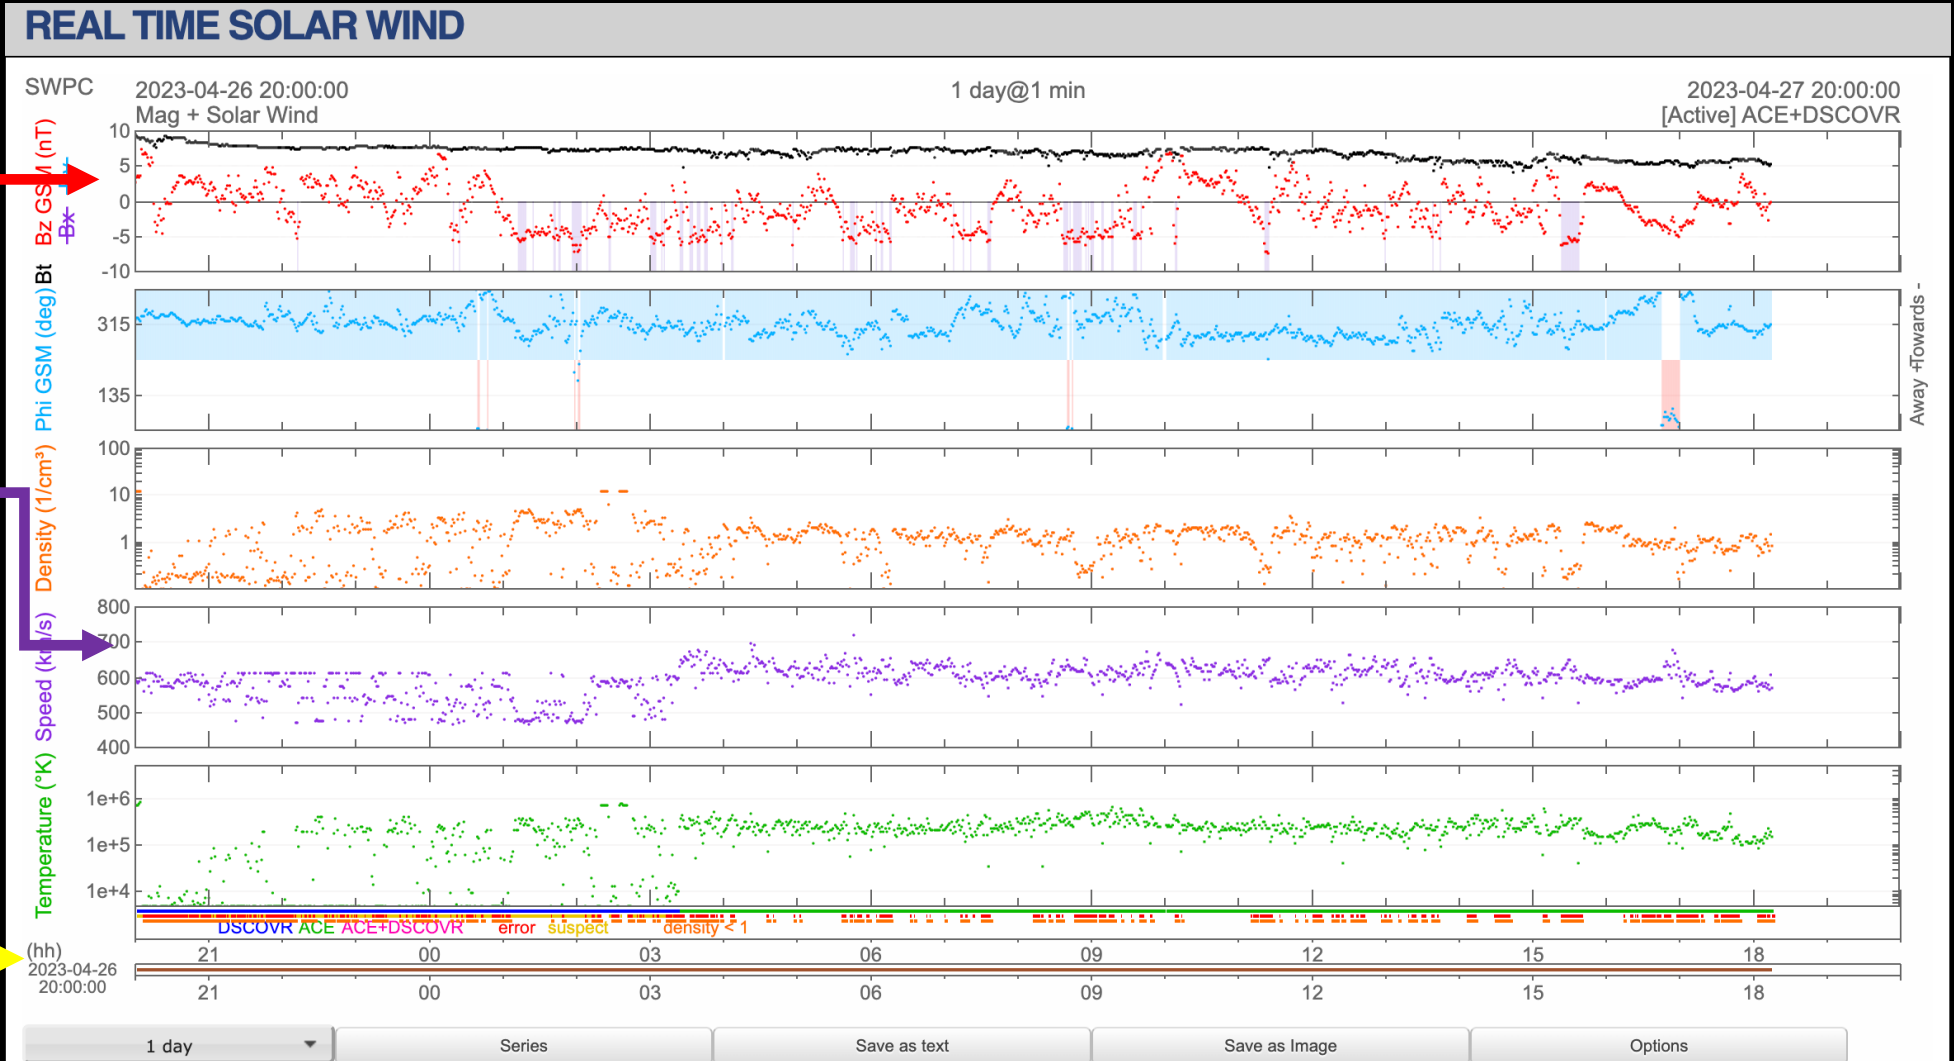 REAL TIME SOLAR WIND
SWPC
2023-04-26 20:00:00
1 day@1 min
2023-04-27 20:00:00
Mag + Solar Wind
[Active] ACE+DSCOVR
Bt Bz GSM (nT)
Bx
10
5
0
-5
-10
Phi GSM (deg)
315
135
Away + Towards -
Density (1/cm³)
100
10
1
Speed (km/s)
800
700
600
500
400
Temperature (°K)
1e+6
1e+5
1e+4
DSCOVR ACE ACE+DSCOVR error suspect density < 1
(hh)
21 00 03 06 09 12 15 18
2023-04-26
20:00:00
21 00 03 06 09 12 15 18
1 day Series Save as text Save as Image Options